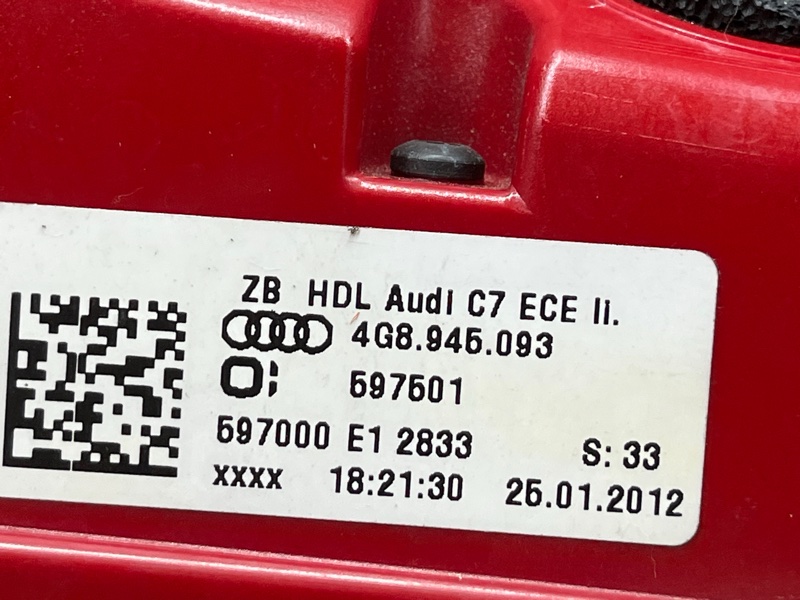 ZB HDL Audi C7 ECE li.
4G8.945.093
597501
597000 E1 2833 S: 33
xxxx 18:21:30 25.01.2012